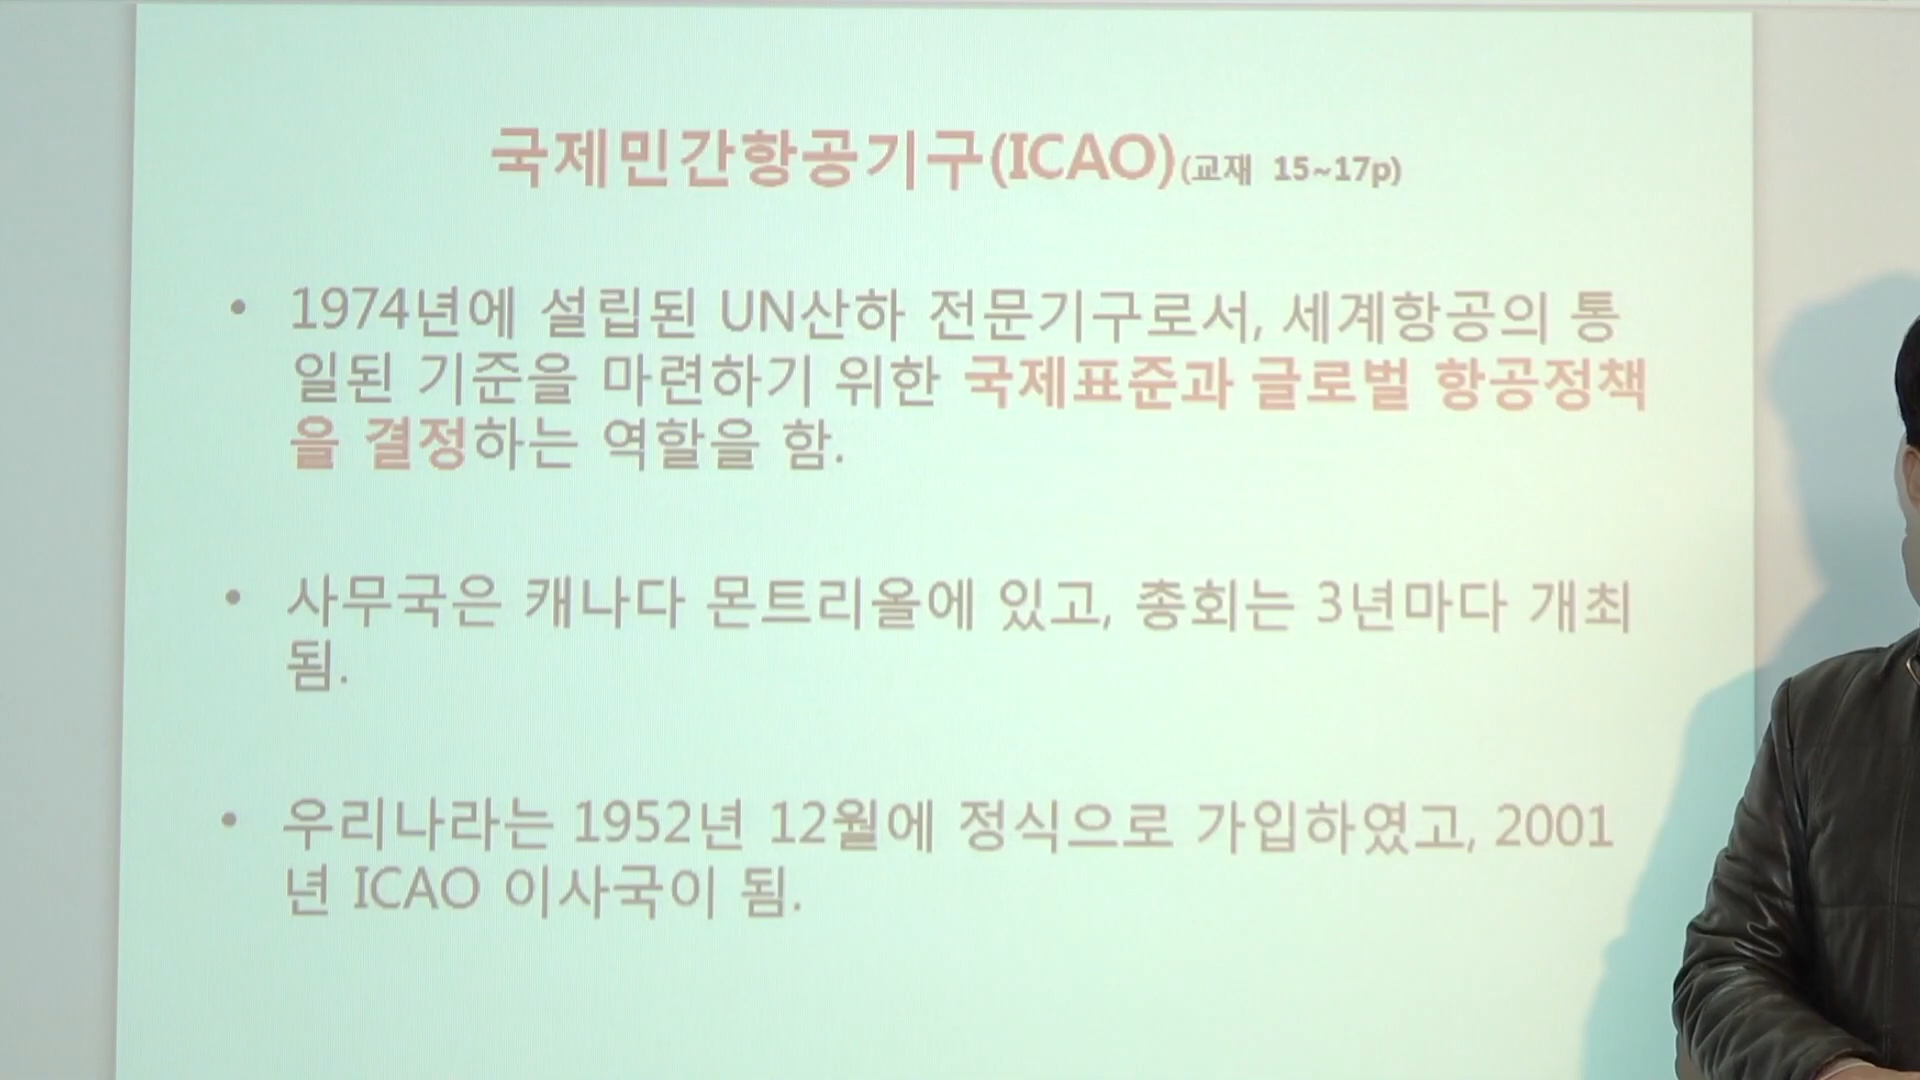 국제민간항공기구(ICAO)(교재 15~17p)
• 1974년에 설립된 UN산하 전문기구로서, 세계항공의 통
일된 기준을 마련하기 위한 국제표준과 글로벌 항공정책
을 결정하는 역할을 함.
• 사무국은 캐나다 몬트리올에 있고, 총회는 3년마다 개최
됨.
• 우리나라는 1952년 12월에 정식으로 가입하였고, 2001
년 ICAO 이사국이 됨.